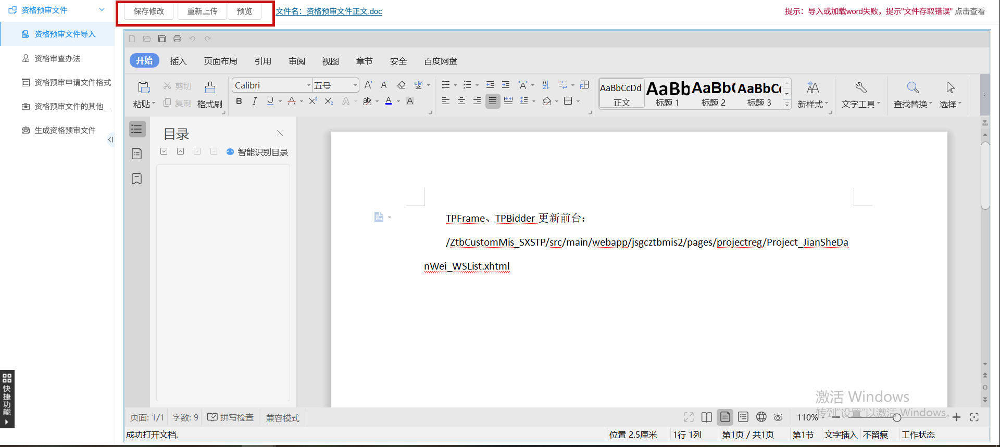 资格预审文件
资格预审文件导入
资格审查办法
资格预审申请文件格式
资格预审文件的其他...
生成资格预审文件
快捷功能
保存修改 重新上传 预览 文件名：资格预审文件正文.doc
提示：导入或加载word失败，提示"文件存取错误" 点击查看
开始 插入 页面布局 引用 审阅 视图 章节 安全 百度网盘
粘贴 剪切 复制 格式刷
Calibri 五号
AaBbCcDd AaBb AaBb( AaBbC(
正文 标题 1 标题 2 标题 3
新样式 文字工具 查找替换 选择
目录
智能识别目录
TPFrame、TPBidder 更新前台：
/ZtbCustomMis_SXSTP/src/main/webapp/jsgcztbmis2/pages/projectreg/Project_JianSheDa
nWei_WSList.xhtml
激活 Windows
转到"设置"以激活 Windows。
页面: 1/1 字数: 9 拼写检查 兼容模式 110%
成功打开文档. 位置 2.5厘米 1行 1列 第1页 / 共1页 第1节 文字插入 不留痕 工作状态